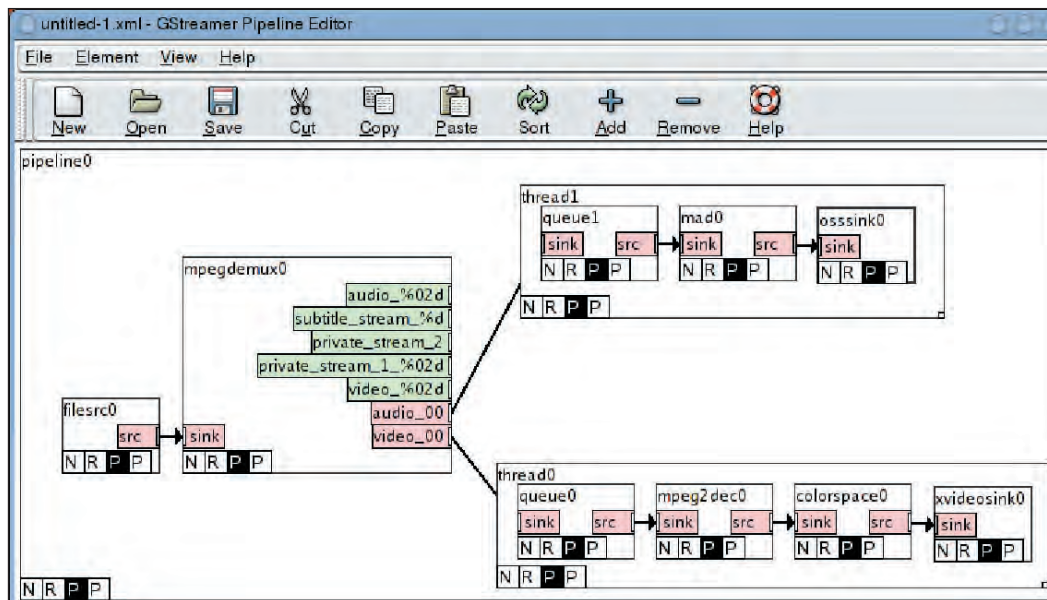 untitled-1.xml - GStreamer Pipeline Editor
File Element View Help
New Open Save Cut Copy Paste Sort Add Remove Help
pipeline0
thread1
queue1 mad0 osssink0
sink src sink src sink
N R P P N R P P N R P P
N R P P
mpegdemux0
audio_%02d
subtitle_stream_%d
private_stream_2
private_stream_1_%02d
video_%02d
audio_00
video_00
sink
N R P P
filesrc0
src
N R P P
thread0
queue0 mpeg2dec0 colorspace0 xvideosink0
sink src sink src sink src sink
N R P P N R P P N R P P N R P P
N R P P
N R P P